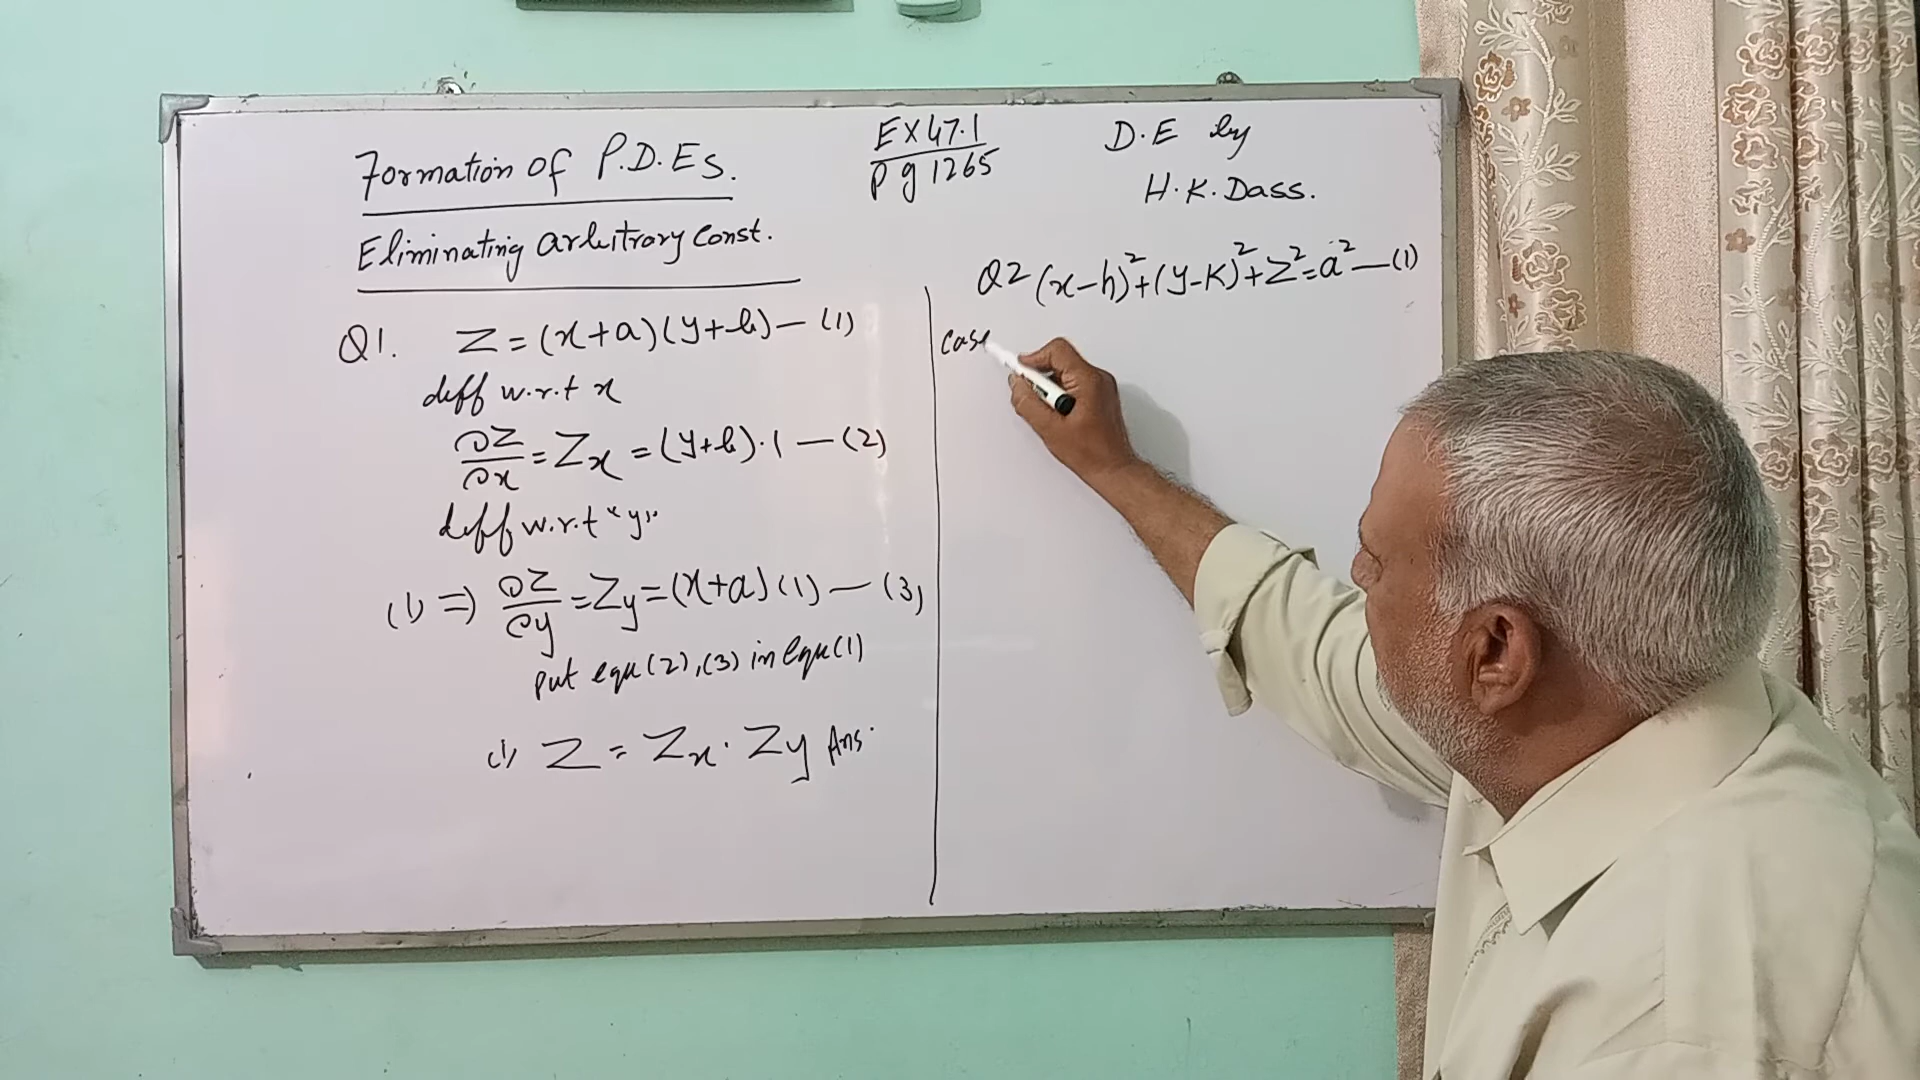 Formation of P.D.Es.
Eliminating arbitrary Const.
EX 47.1
Pg 1265
D.E by
H.K.Dass.
Q1. Z = (x+a)(y+b) — (1)
diff w.r.t x
∂Z/∂x = Zx = (y+b).1 — (2)
diff w.r.t "y"
(1) ⇒ ∂Z/∂y = Zy = (x+a)(1) — (3)
put equ(2),(3) in equ(1)
(1) Z = Zx . Zy Ans.
Q2 (x-h)²+(y-K)²+Z²=a² — (1)
Case